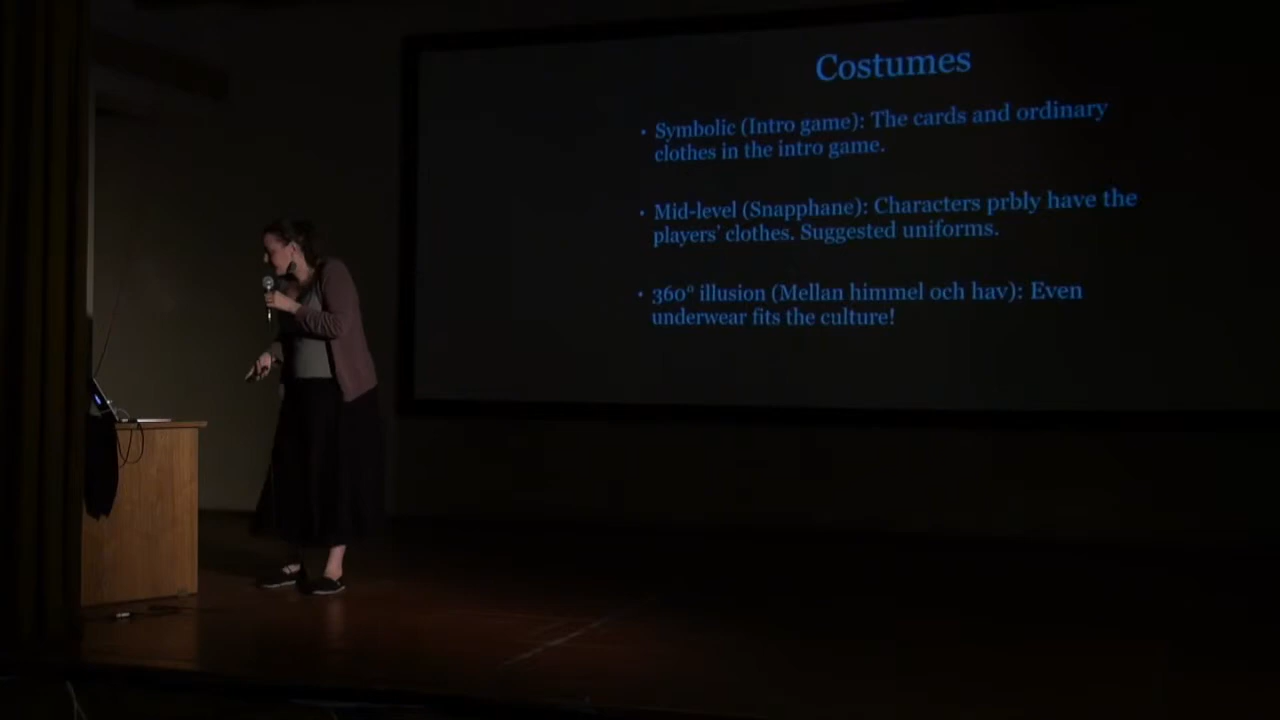 Costumes
• Symbolic (Intro game): The cards and ordinary
clothes in the intro game.
• Mid-level (Snapphane): Characters prbly have the
players' clothes. Suggested uniforms.
• 360° illusion (Mellan himmel och hav): Even
underwear fits the culture!